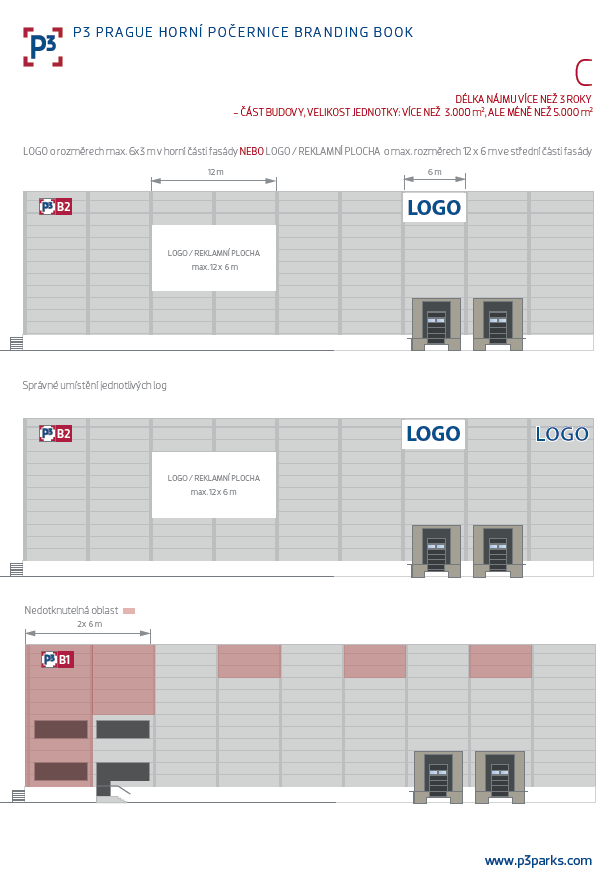 P3 PRAGUE HORNÍ POČERNICE BRANDING BOOK
P3
C
DÉLKA NÁJMU VÍCE NEŽ 3 ROKY
– ČÁST BUDOVY, VELIKOST JEDNOTKY: VÍCE NEŽ 3.000 m², ALE MÉNĚ NEŽ 5.000 m²
LOGO o rozměrech max. 6x3 m v horní části fasády NEBO LOGO / REKLAMNÍ PLOCHA o max. rozměrech 12 x 6 m ve střední části fasády
12 m
6 m
P3 B2
LOGO
LOGO / REKLAMNÍ PLOCHA
max. 12 x 6 m
Správné umístění jednotlivých log
P3 B2
LOGO
LOGO
LOGO / REKLAMNÍ PLOCHA
max. 12 x 6 m
Nedotknutelná oblast
2x 6 m
P3 B1
www.p3parks.com